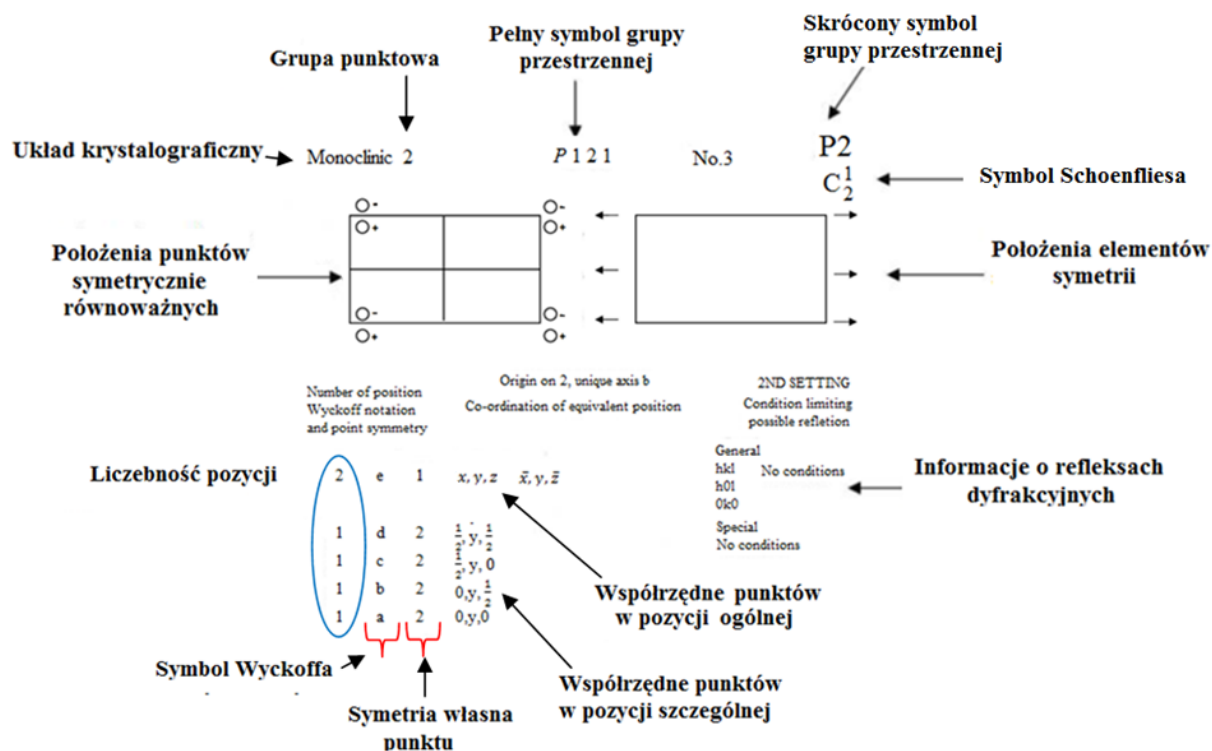 Grupa punktowa
Pełny symbol grupy
przestrzennej
Skrócony symbol
grupy przestrzennej
Układ krystalograficzny
Monoclinic 2
P 1 2 1
No.3
P2
C₂¹
Symbol Schoenfliesa
Położenia punktów
symetrycznie
równoważnych
Położenia elementów
symetrii
O- O-
O+ O+
O- O-
O+ O+
Number of position
Wyckoff notation
and point symmetry
Origin on 2, unique axis b
Co-ordination of equivalent position
2ND SETTING
Condition limiting
possible refletion
Liczebność pozycji
2 e 1 x, y, z x̄, y, z̄
1 d 2 1/2, y, 1/2
1 c 2 1/2, y, 0
1 b 2 0,y,1/2
1 a 2 0,y,0
General
hkl No conditions
h0l
0k0
Special
No conditions
Informacje o refleksach
dyfrakcyjnych
Współrzędne punktów
w pozycji ogólnej
Symbol Wyckoffa
Symetria własna
punktu
Współrzędne punktów
w pozycji szczególnej